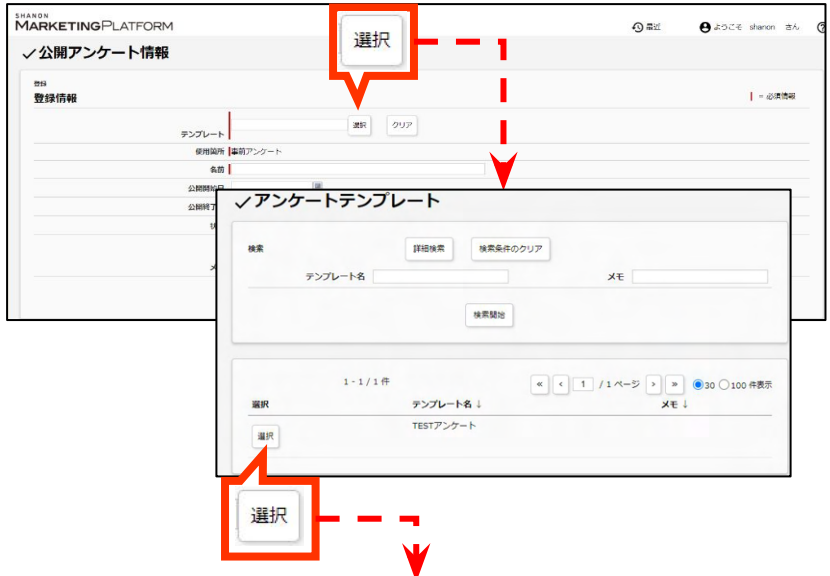 SHANON
MARKETINGPLATFORM
最近
ようこそ shanon さん
公開アンケート情報
選択
登録
登録情報
= 必須情報
テンプレート
選択
クリア
使用箇所
事前アンケート
名前
公開開始日
公開終了
アンケートテンプレート
検索
詳細検索
検索条件のクリア
テンプレート名
メモ
検索開始
1 - 1 / 1 件
« ‹ 1 / 1 ページ › » 30 100 件表示
選択 テンプレート名 ↓ メモ ↓
選択
TESTアンケート
選択